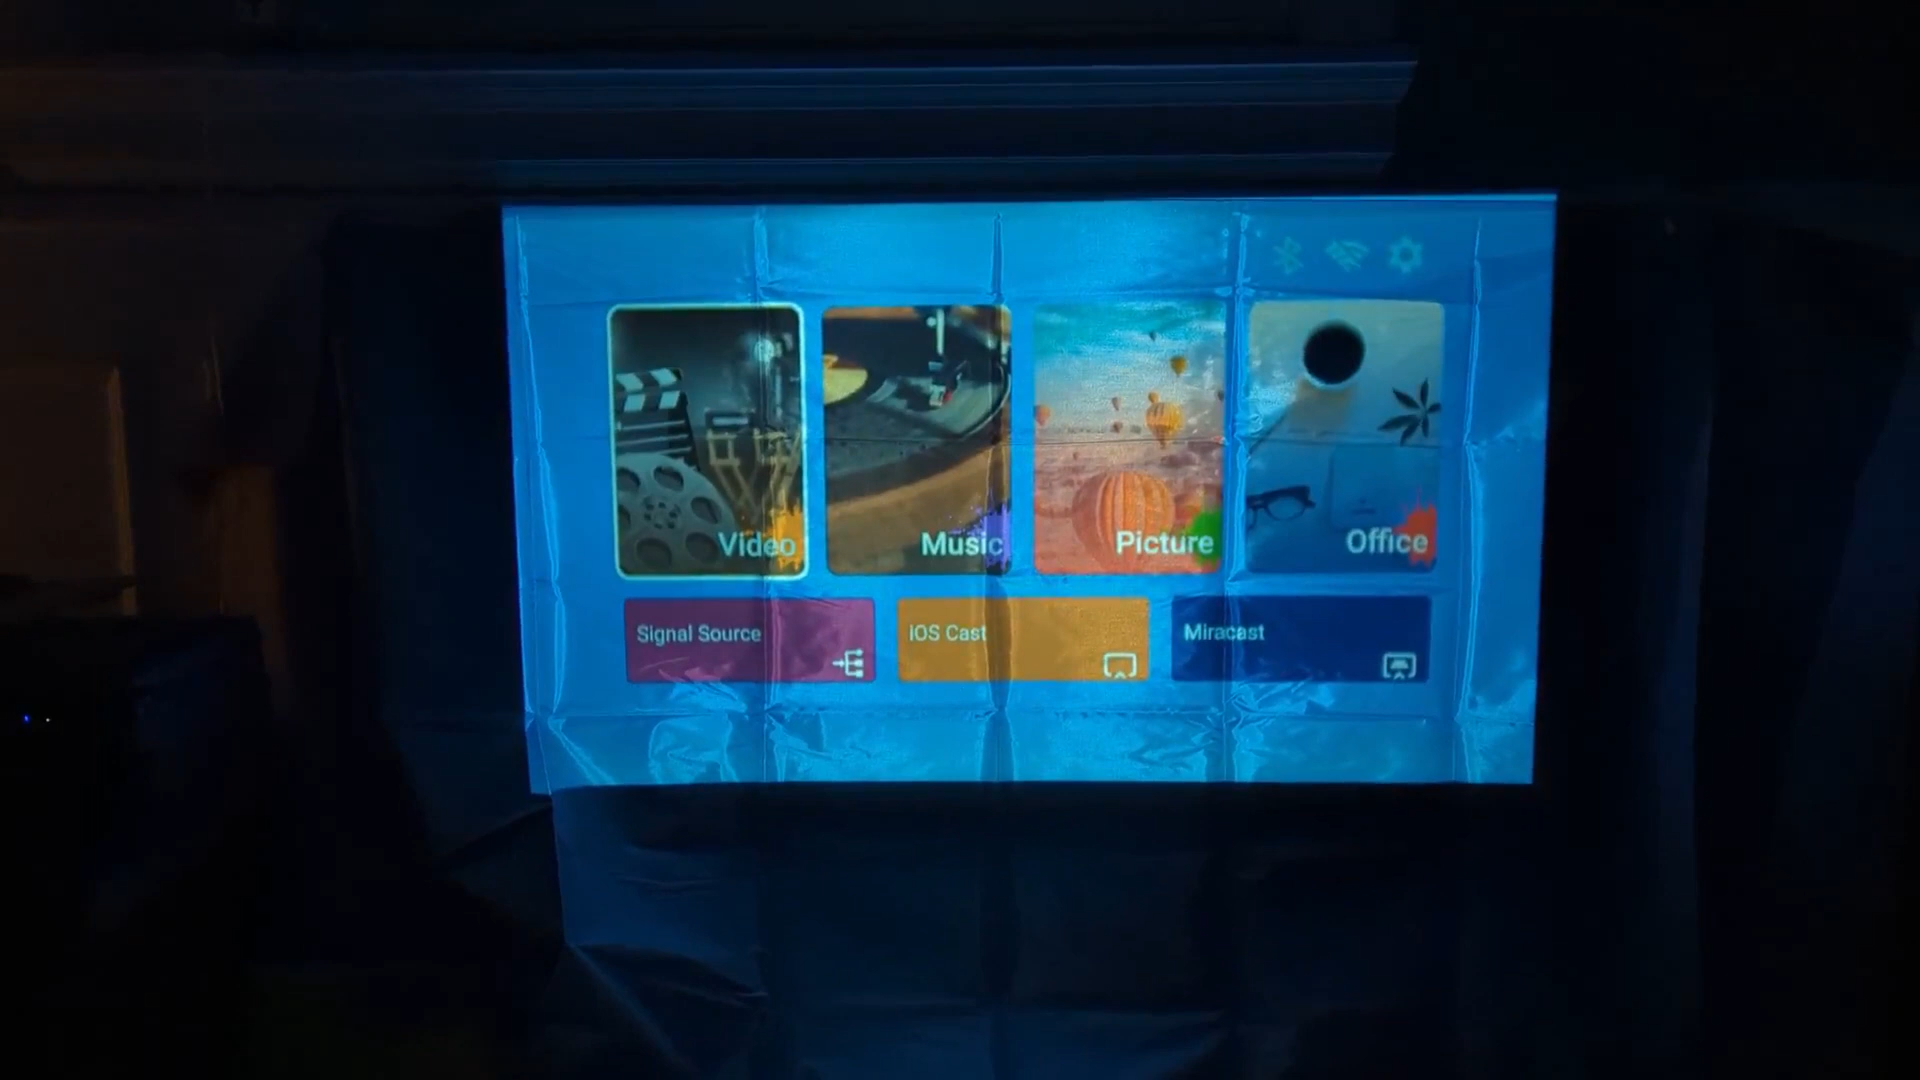 Video
Music
Picture
Office
Signal Source
iOS Cast
Miracast